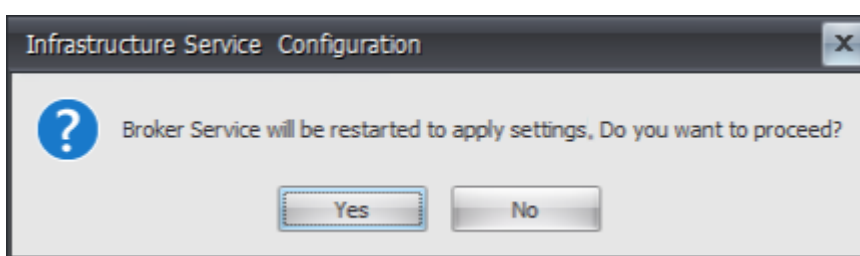 Infrastructure Service Configuration
Broker Service will be restarted to apply settings. Do you want to proceed?
Yes
No